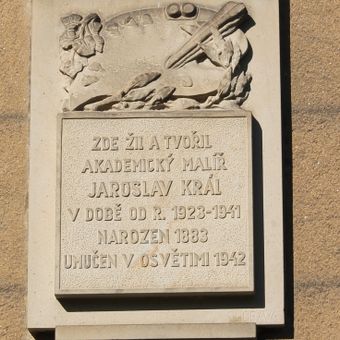 ZDE ŽIL A TVOŘIL
AKADEMICKÝ MALÍŘ
JAROSLAV KRÁL
V DOBĚ OD R. 1923-1941
NAROZEN 1883
UMUČEN V OSVĚTIMI 1942